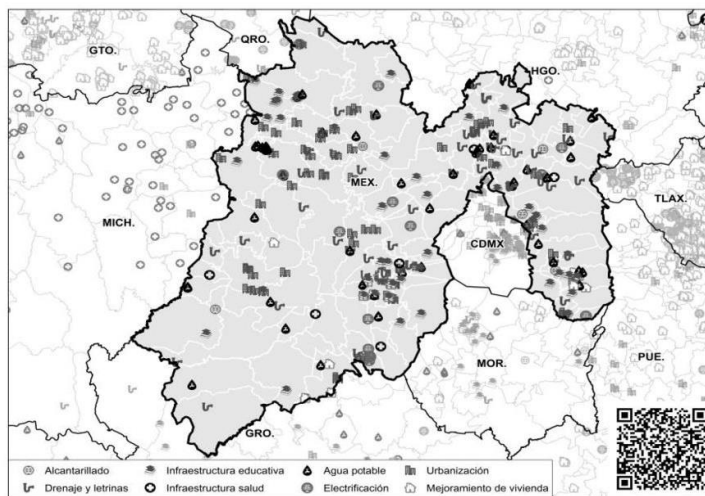 GTO.
QRO.
HGO.
MEX.
TLAX.
MICH.
CDMX
MOR.
PUE.
GRO.
Alcantarillado Infraestructura educativa Agua potable Urbanización
Drenaje y letrinas Infraestructura salud Electrificación Mejoramiento de vivienda